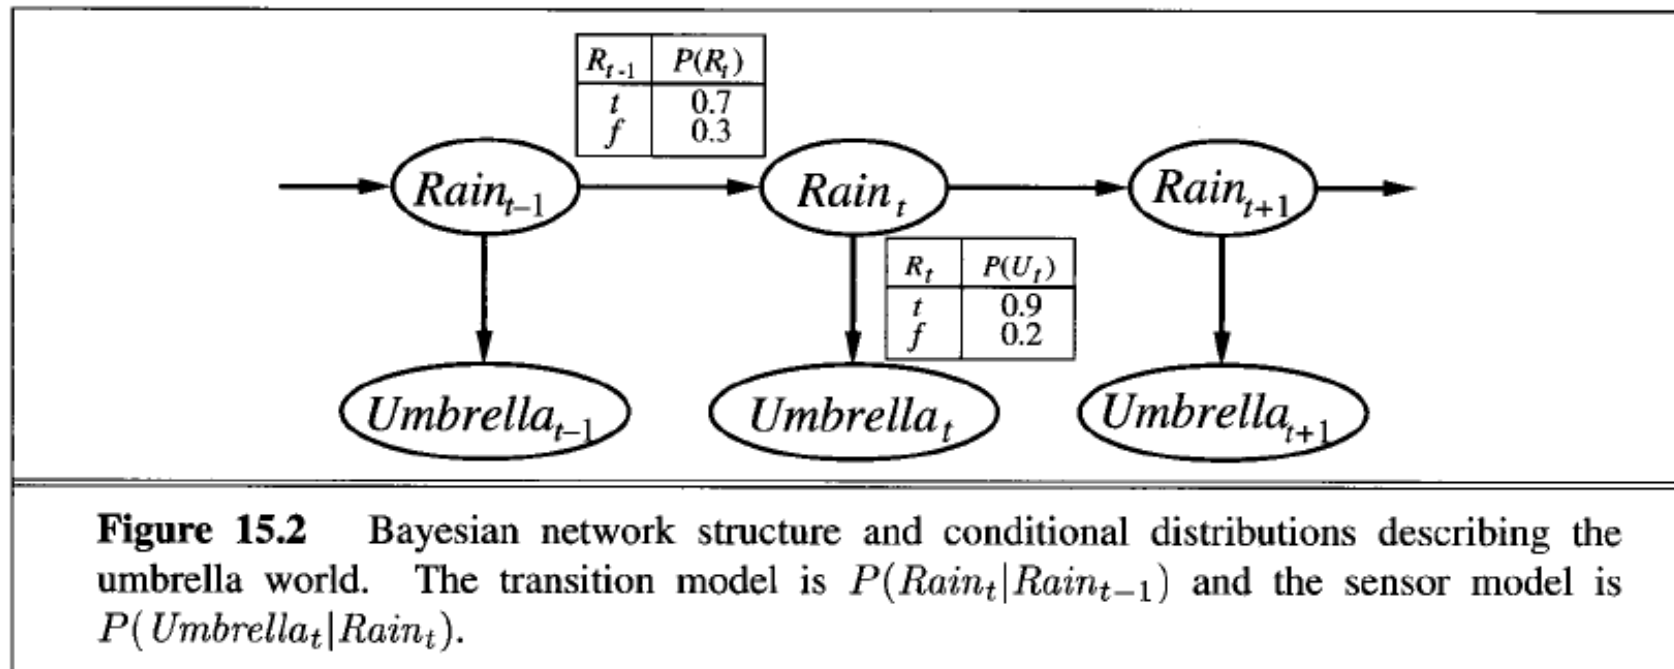 R_{t-1} P(R_t)
t 0.7
f 0.3
Rain_{t-1} Rain_t Rain_{t+1}
R_t P(U_t)
t 0.9
f 0.2
Umbrella_{t-1} Umbrella_t Umbrella_{t+1}
Figure 15.2 Bayesian network structure and conditional distributions describing the
umbrella world. The transition model is P(Rain_t|Rain_{t-1}) and the sensor model is
P(Umbrella_t|Rain_t).